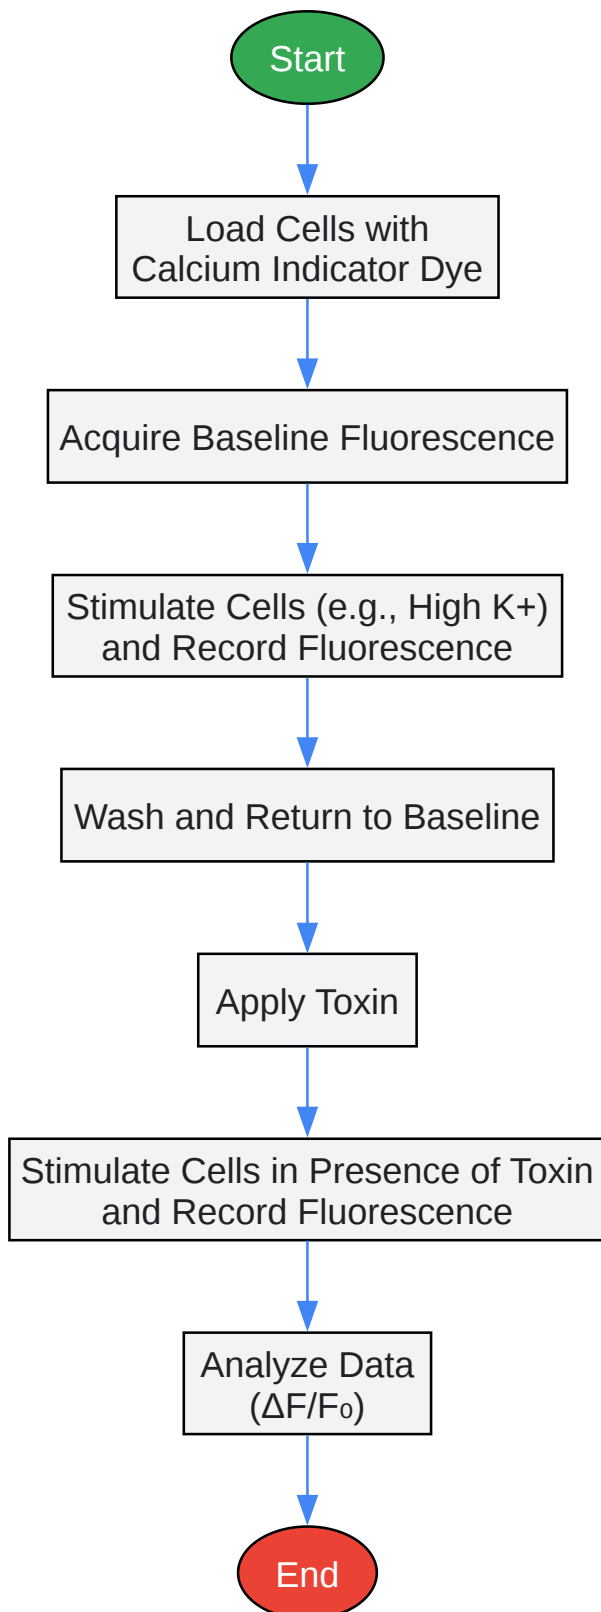 Start
Load Cells with
Calcium Indicator Dye
Acquire Baseline Fluorescence
Stimulate Cells (e.g., High K+)
and Record Fluorescence
Wash and Return to Baseline
Apply Toxin
Stimulate Cells in Presence of Toxin
and Record Fluorescence
Analyze Data
(ΔF/F₀)
End